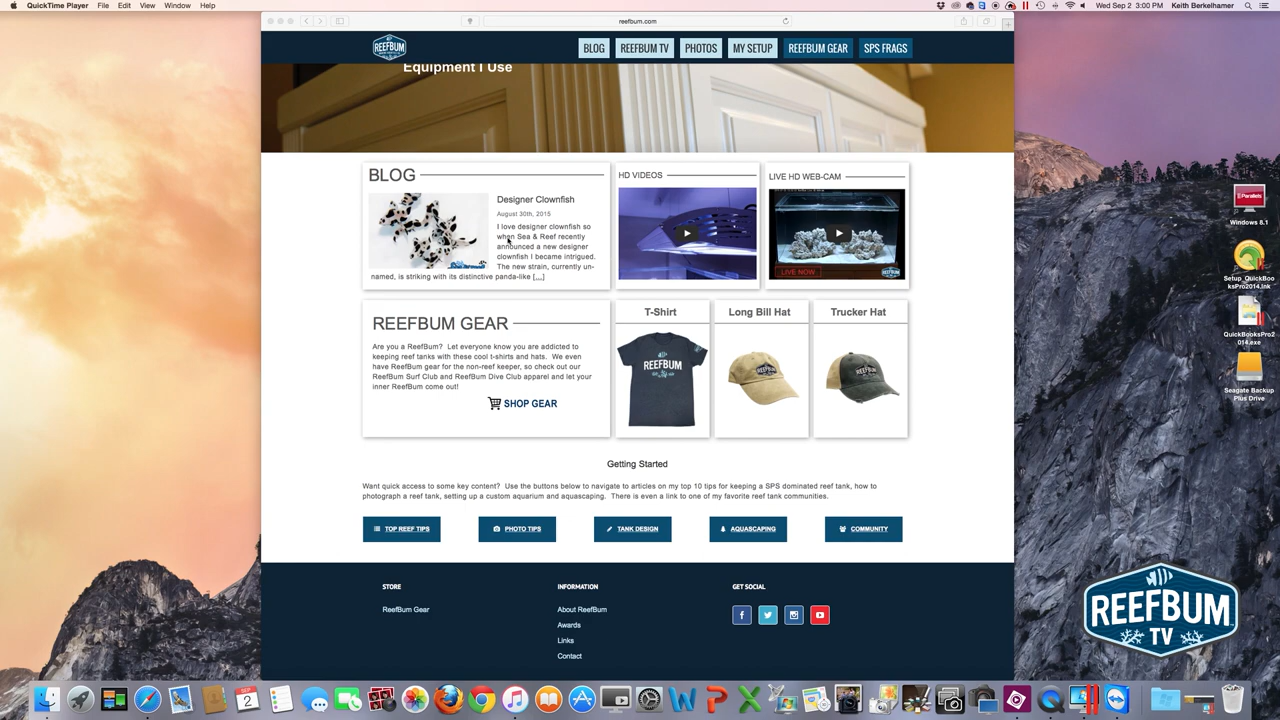 QuickTime Player File Edit View Window Help
Wed Sep 2 3:00 PM Keith Berkelhamer
reefbum.com
REEFBUM
BLOG REEFBUM TV PHOTOS MY SETUP REEFBUM GEAR SPS FRAGS
Equipment I Use
BLOG
Designer Clownfish
August 30th, 2015
I love designer clownfish so
when Sea & Reef recently
announced a new designer
clownfish I became intrigued.
The new strain, currently un-
named, is striking with its distinctive panda-like [...]
HD VIDEOS
LIVE HD WEB-CAM
LIVE NOW
REEFBUM GEAR
Are you a ReefBum? Let everyone know you are addicted to
keeping reef tanks with these cool t-shirts and hats. We even
have ReefBum gear for the non-reef keeper, so check out our
ReefBum Surf Club and ReefBum Dive Club apparel and let your
inner ReefBum come out!
SHOP GEAR
T-Shirt
REEFBUM
Long Bill Hat
Trucker Hat
Getting Started
Want quick access to some key content? Use the buttons below to navigate to articles on my top 10 tips for keeping a SPS dominated reef tank, how to
photograph a reef tank, setting up a custom aquarium and aquascaping. There is even a link to one of my favorite reef tank communities.
TOP REEF TIPS PHOTO TIPS TANK DESIGN AQUASCAPING COMMUNITY
STORE
ReefBum Gear
INFORMATION
About ReefBum
Awards
Links
Contact
GET SOCIAL
Parallels
Windows 8.1
Setup_QuickBoo
ksPro2014.lnk
QuickBooksPro2
014.exe
Seagate Backup
Plus Drive
REEFBUM
TV
SEP
2